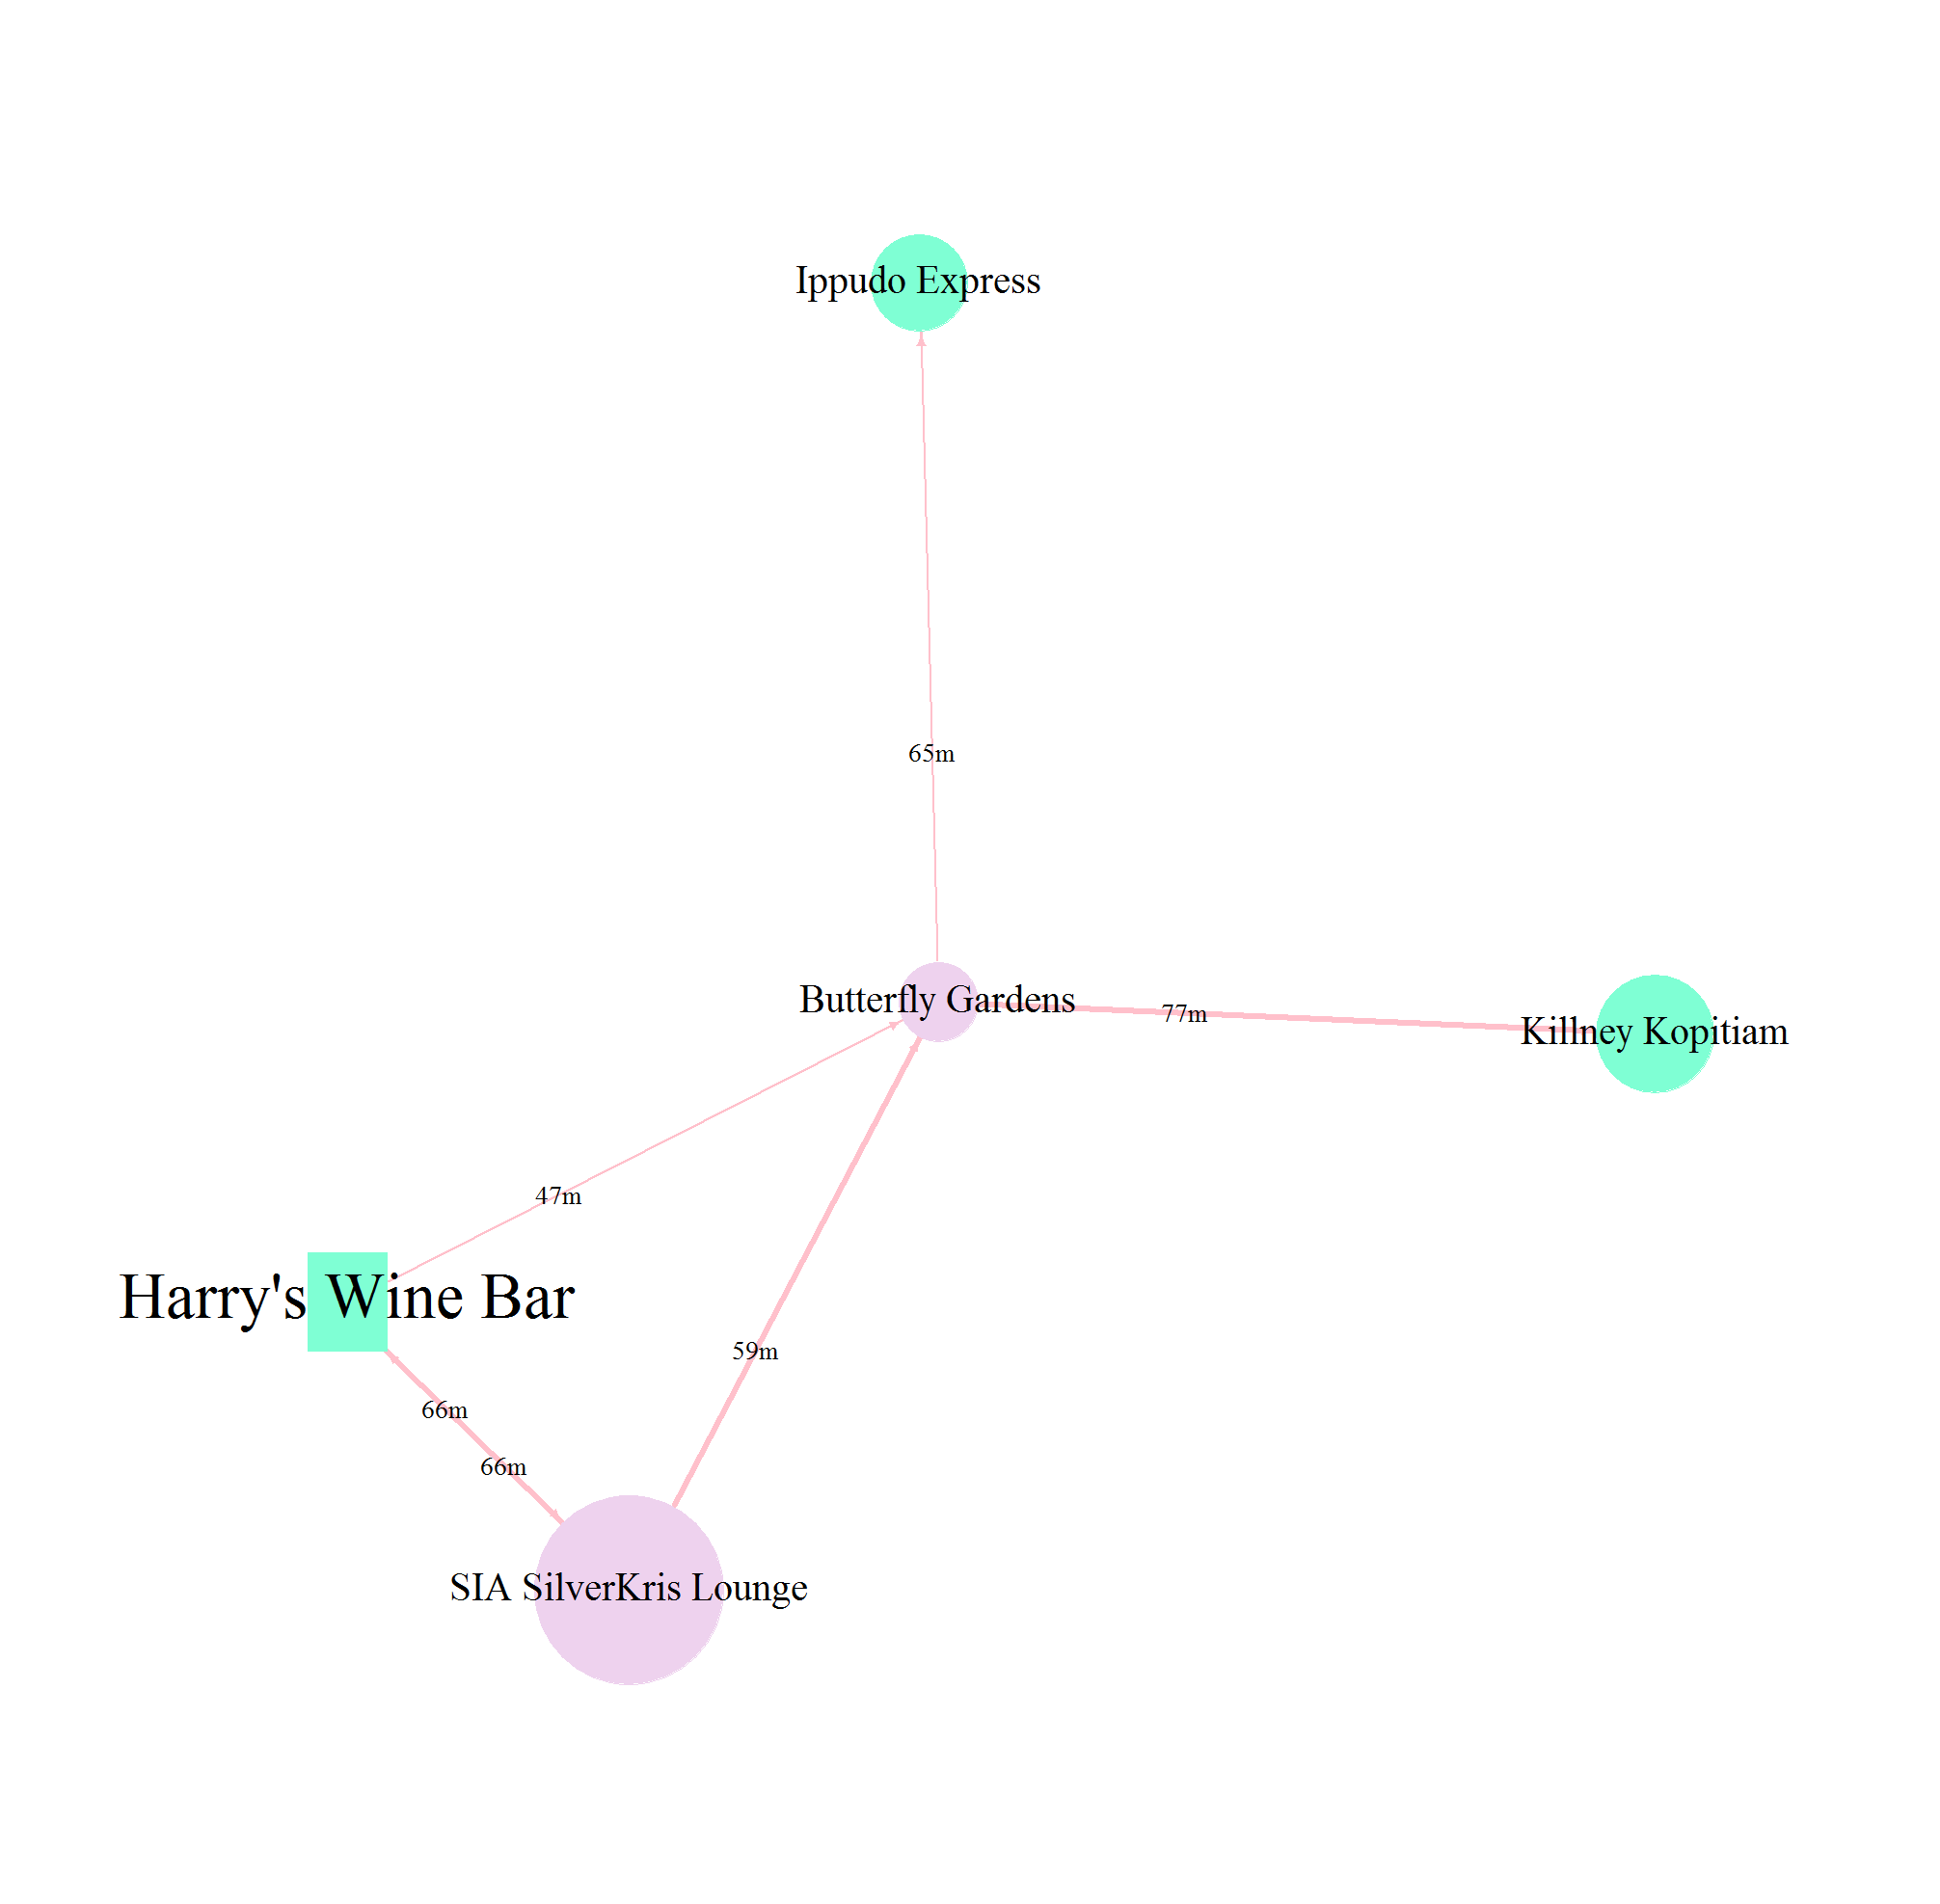 Ippudo Express
65m
Butterfly Gardens
77m
Killney Kopitiam
47m
Harry's Wine Bar
59m
66m
66m
SIA SilverKris Lounge